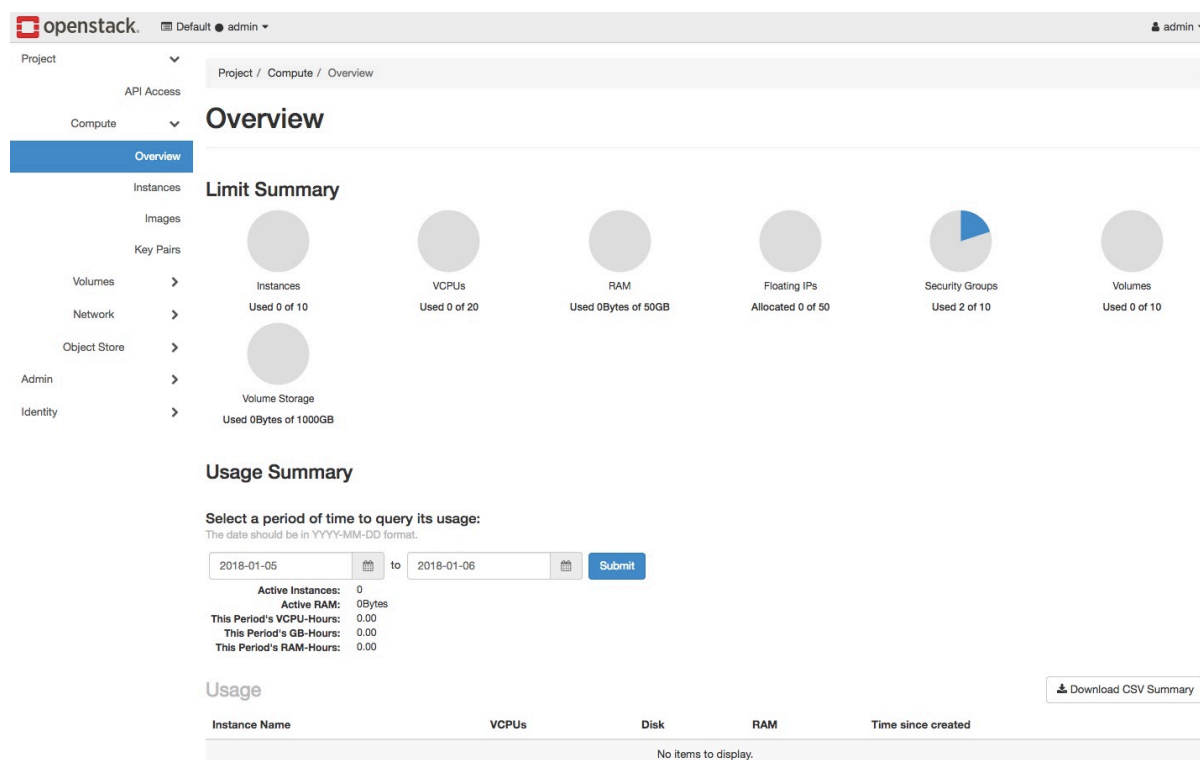 openstack. Default ● admin admin
Project
API Access
Compute
Overview
Instances
Images
Key Pairs
Volumes
Network
Object Store
Admin
Identity
Project / Compute / Overview
Overview
Limit Summary
Instances
Used 0 of 10
VCPUs
Used 0 of 20
RAM
Used 0Bytes of 50GB
Floating IPs
Allocated 0 of 50
Security Groups
Used 2 of 10
Volumes
Used 0 of 10
Volume Storage
Used 0Bytes of 1000GB
Usage Summary
Select a period of time to query its usage:
The date should be in YYYY-MM-DD format.
2018-01-05 to 2018-01-06 Submit
Active Instances: 0
Active RAM: 0Bytes
This Period's VCPU-Hours: 0.00
This Period's GB-Hours: 0.00
This Period's RAM-Hours: 0.00
Usage
Download CSV Summary
Instance Name VCPUs Disk RAM Time since created
No items to display.